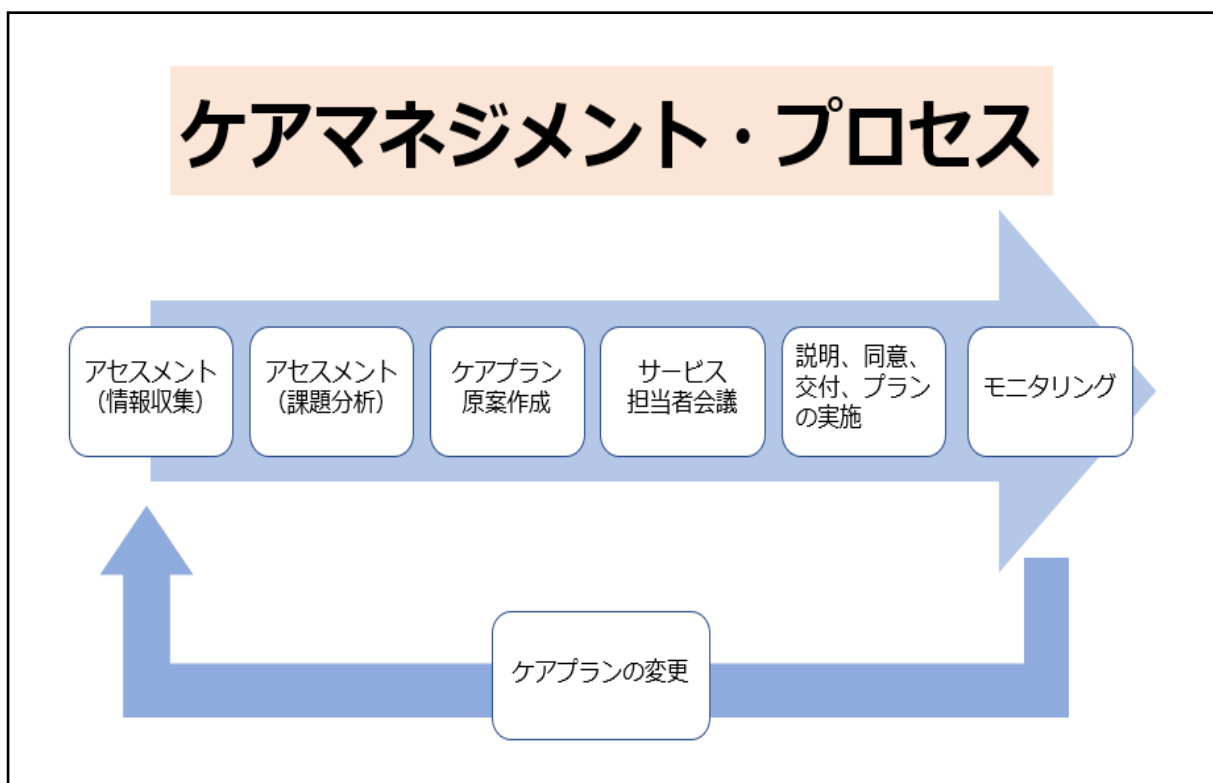 ケアマネジメント・プロセス
アセスメント
（情報収集）
アセスメント
（課題分析）
ケアプラン
原案作成
サービス
担当者会議
説明、同意、
交付、プラン
の実施
モニタリング
ケアプランの変更